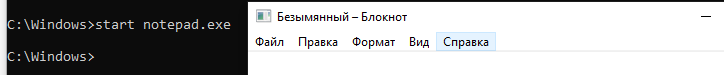 C:\Windows>start notepad.exe
C:\Windows>
Безымянный – Блокнот
Файл Правка Формат Вид Справка